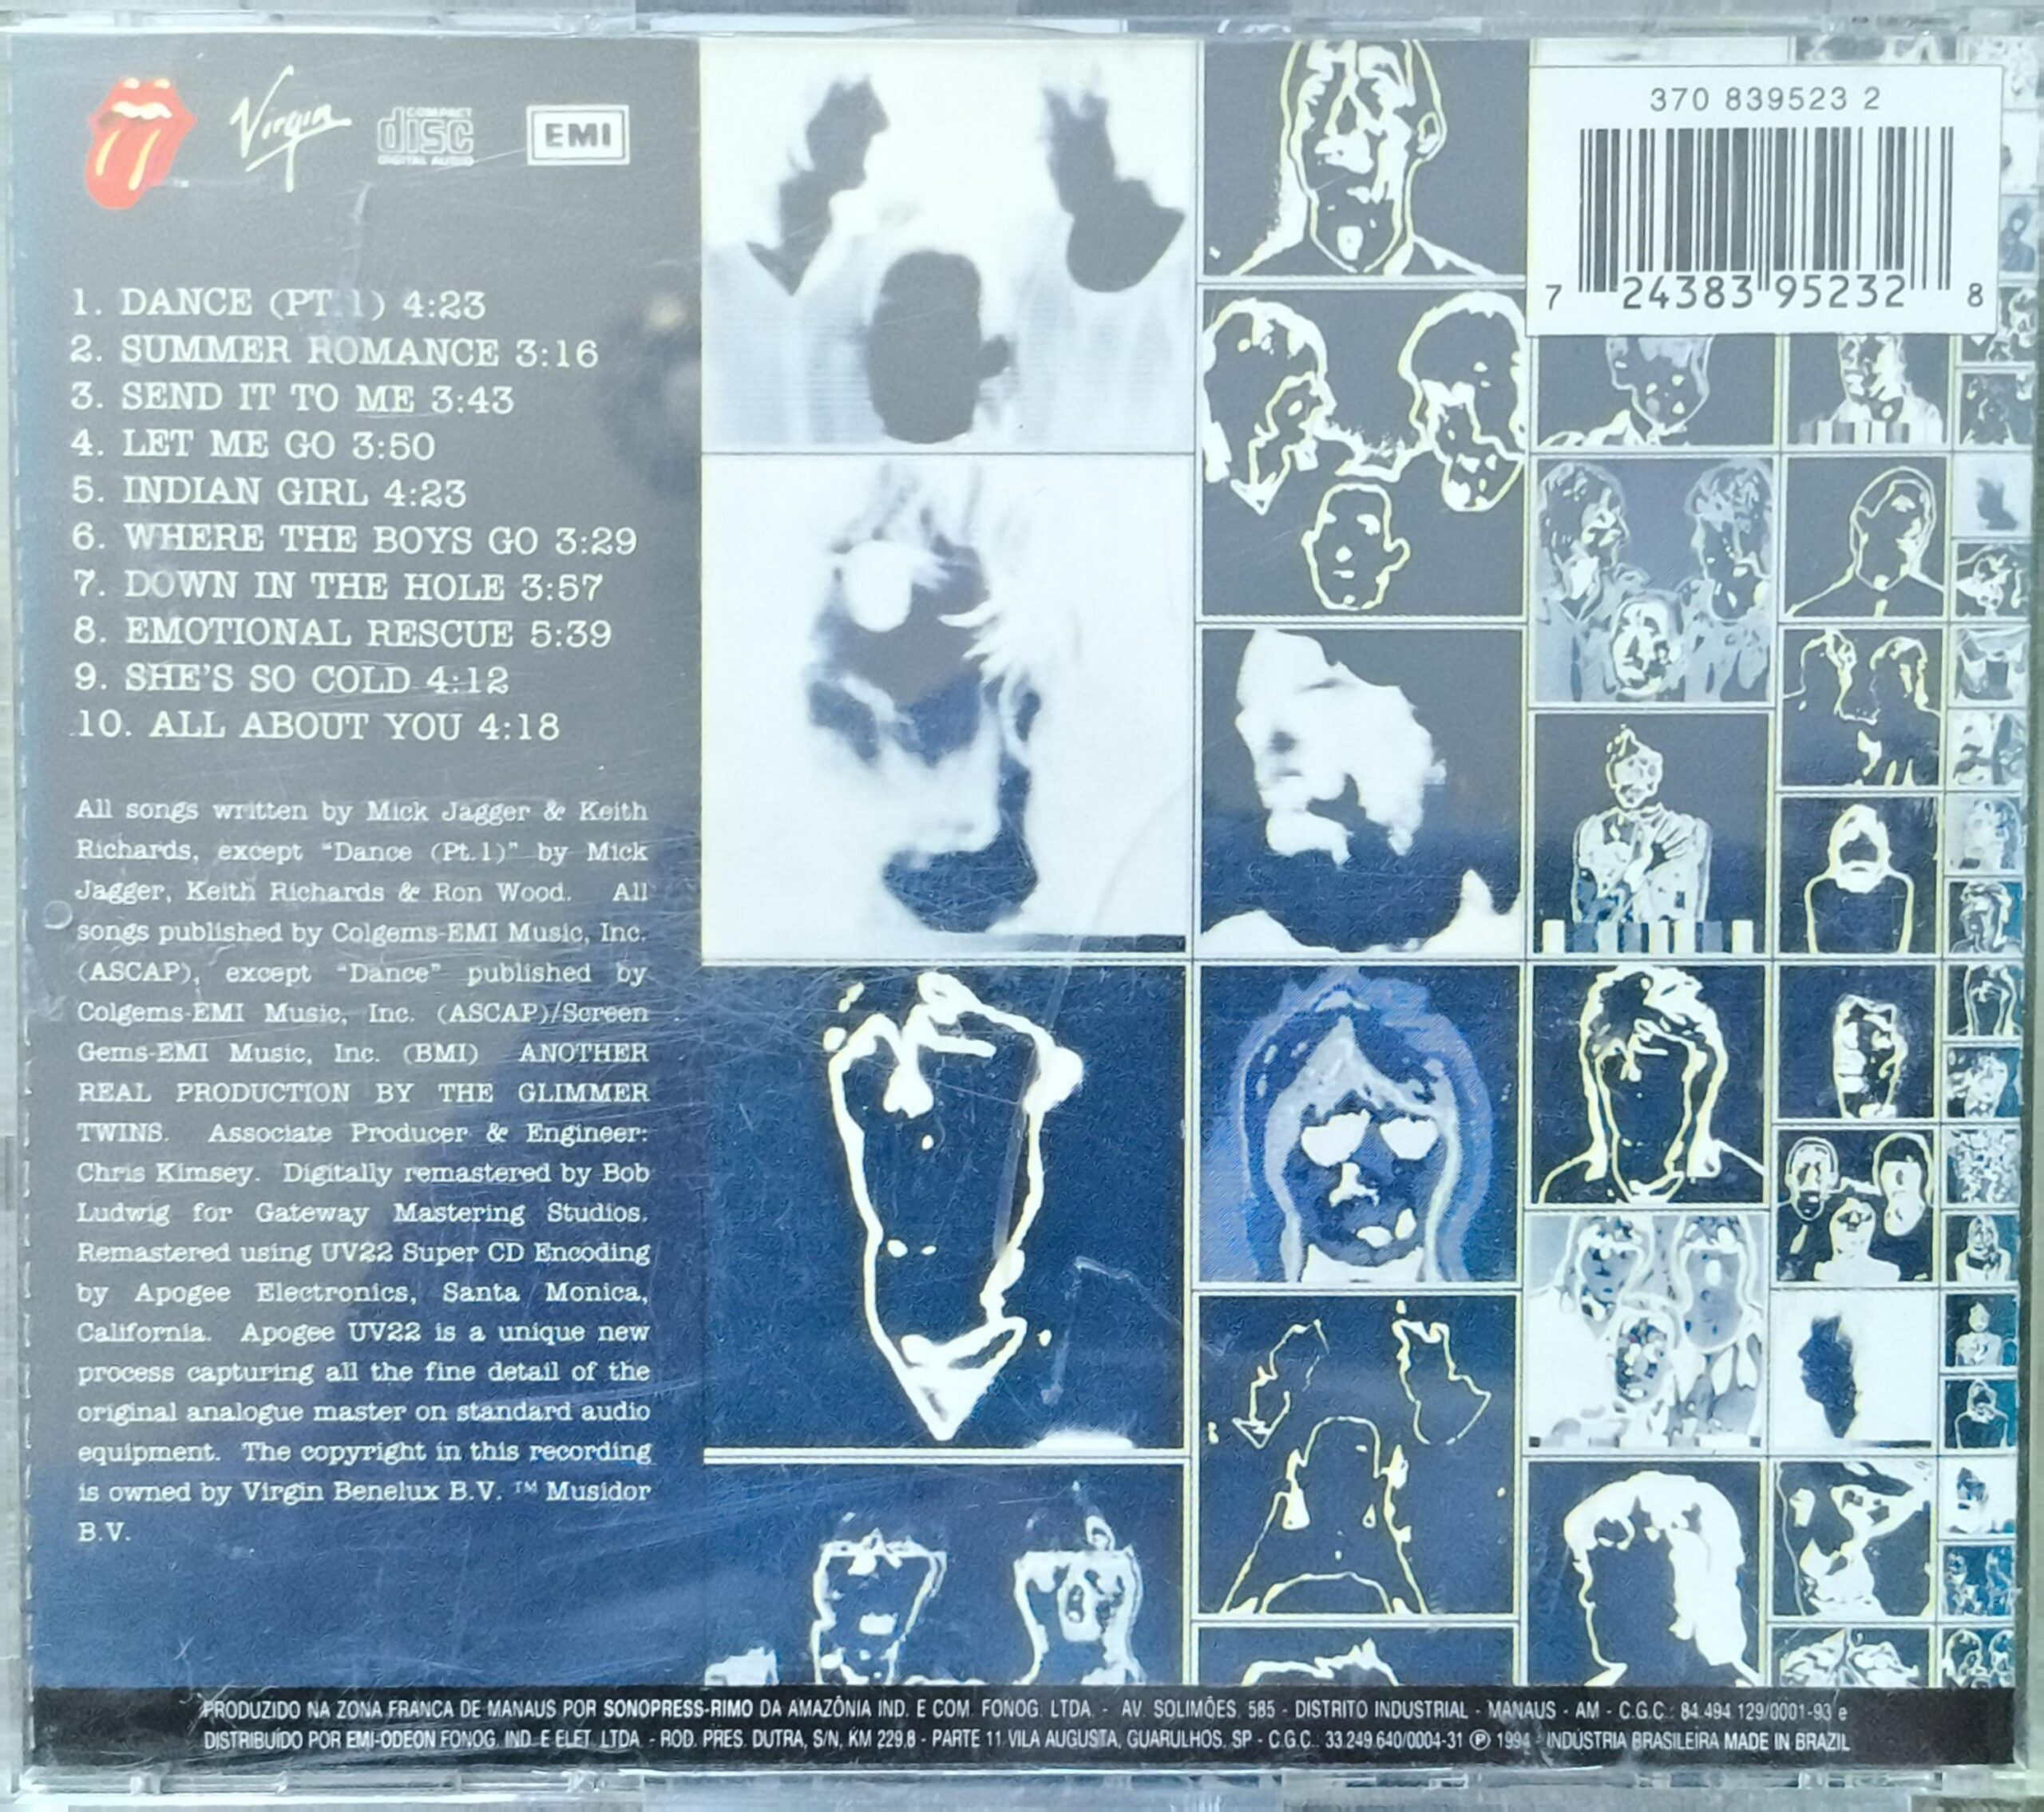 Virgin
COMPACT
disc
DIGITAL AUDIO
EMI
370 839523 2
7 24383 95232 8
1. DANCE (PT.1) 4:23
2. SUMMER ROMANCE 3:16
3. SEND IT TO ME 3:43
4. LET ME GO 3:50
5. INDIAN GIRL 4:23
6. WHERE THE BOYS GO 3:29
7. DOWN IN THE HOLE 3:57
8. EMOTIONAL RESCUE 5:39
9. SHE'S SO COLD 4:12
10. ALL ABOUT YOU 4:18
All songs written by Mick Jagger & Keith
Richards, except "Dance (Pt.1)" by Mick
Jagger, Keith Richards & Ron Wood. All
songs published by Colgems-EMI Music, Inc.
(ASCAP), except "Dance" published by
Colgems-EMI Music, Inc. (ASCAP)/Screen
Gems-EMI Music, Inc. (BMI) ANOTHER
REAL PRODUCTION BY THE GLIMMER
TWINS. Associate Producer & Engineer:
Chris Kimsey. Digitally remastered by Bob
Ludwig for Gateway Mastering Studios.
Remastered using UV22 Super CD Encoding
by Apogee Electronics, Santa Monica,
California. Apogee UV22 is a unique new
process capturing all the fine detail of the
original analogue master on standard audio
equipment. The copyright in this recording
is owned by Virgin Benelux B.V. ™ Musidor
B.V.
PRODUZIDO NA ZONA FRANCA DE MANAUS POR SONOPRESS-RIMO DA AMAZÔNIA IND. E COM. FONOG. LTDA. - AV. SOLIMÕES, 585 - DISTRITO INDUSTRIAL - MANAUS - AM - C.G.C.: 84.494.129/0001-93 e
DISTRIBUÍDO POR EMI-ODEON FONOG. IND. E ELET. LTDA. - ROD. PRES. DUTRA, S/N, KM 229,8 - PARTE 11 VILA AUGUSTA, GUARULHOS, SP - C.G.C.: 33.249.640/0004-31 ℗ 1994 - INDÚSTRIA BRASILEIRA MADE IN BRAZIL